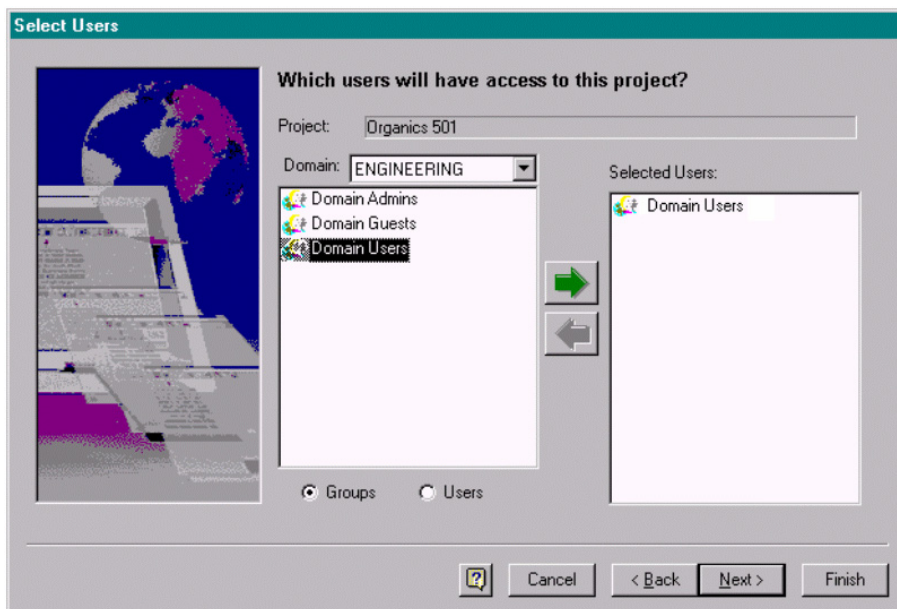 Select Users
Which users will have access to this project?
Project: Organics 501
Domain: ENGINEERING
Domain Admins
Domain Guests
Domain Users
Selected Users:
Domain Users
Groups Users
? Cancel < Back Next > Finish